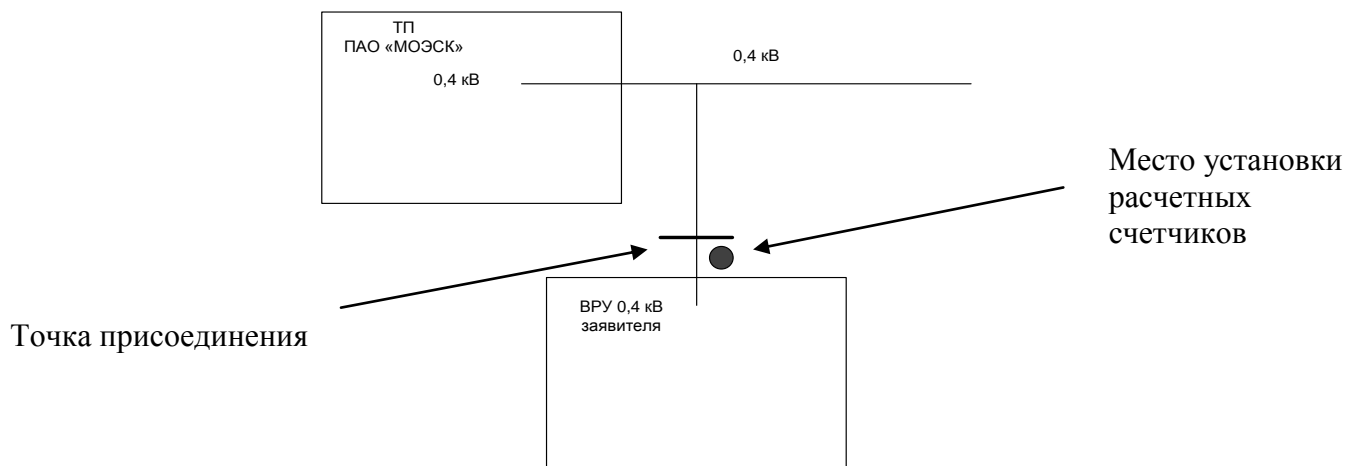 ТП
ПАО «МОЭСК»
0,4 кВ
0,4 кВ
Место установки
расчетных
счетчиков
Точка присоединения
ВРУ 0,4 кВ
заявителя